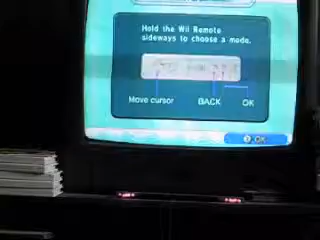 Hold the Wii Remote
sideways to choose a mode.
Move cursor BACK OK
OK